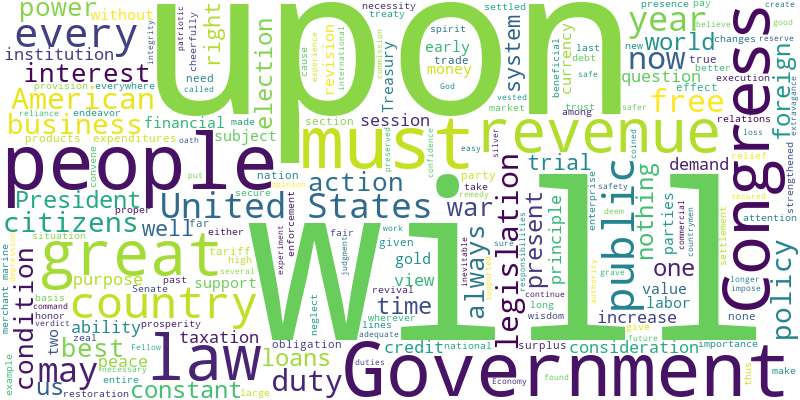 upon
will
people
must
revenue
Congress
Government
great
country
law
public
United States
every
power
institution
interest
American
business
financial
President
citizens
condition
may
us
best
duty
loans
constant
action
war
well
time
year
now
world
free
foreign
question
policy
legislation
present
always
one
nothing
trial
demand
system
currency
election
right
Treasury
money
early
session
subject
revision
without
need
products
expenditures
purpose
peace
ability
support
taxation
view
gold
credit
consideration
increase
value
labor
parties
principle
tariff
obligation
prosperity
restoration
honor
command
basis
two
past
situation
merchant marine
example
verdict
zeal
Fellow
Senate
several
high
large
entire
necessary
neglect
revival
lines
adequate
national
surplus
duties
Economy
found
future
give
importance
none
longer
impose
thus
make
settlement
secured
relief
safety
enterprise
deem
commercial
countrymen
grave
authority
responsibilities
inevitable
sure
continue
long
wisdom
wherever
given
fair
judgment
work
experiment
enforcement
either
far
secure
nation
put
oath
proper
convene
reliance
endeavor
provision
everywhere
called
made
cause
experience
international
section
commission
God
spirit
trade
necessity
treaty
settled
last
debt
market
beneficial
safe
vested
trust
among
effect
true
new
believe
presence
pay
changes
better
good
create
reserve
execution
extravagance
relations
safer
loss
strengthened
attention
coined
silver
easy
party
take
remedy
confidence
preserved
opinion
integrity
patriotic
cheerfully